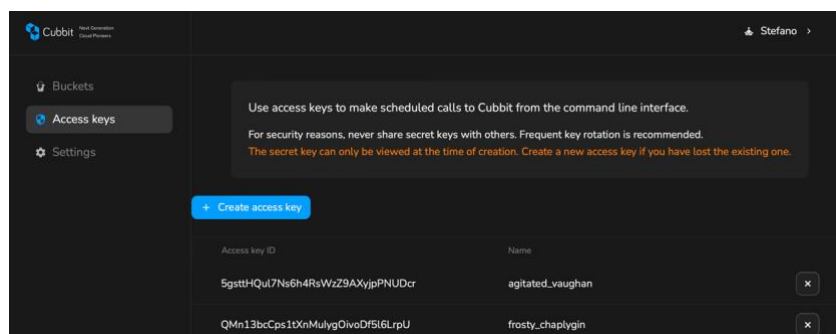 Cubbit Next Generation Cloud Pioneers
Stefano
Buckets
Access keys
Settings
Use access keys to make scheduled calls to Cubbit from the command line interface.
For security reasons, never share secret keys with others. Frequent key rotation is recommended.
The secret key can only be viewed at the time of creation. Create a new access key if you have lost the existing one.
+ Create access key
Access key ID Name
5gsttHQul7Ns6h4RsWzZ9AXyjpPNUDcr agitated_vaughan
QMn13bcCps1tXnMulygOivoDf5l6LrpU frosty_chaplygin